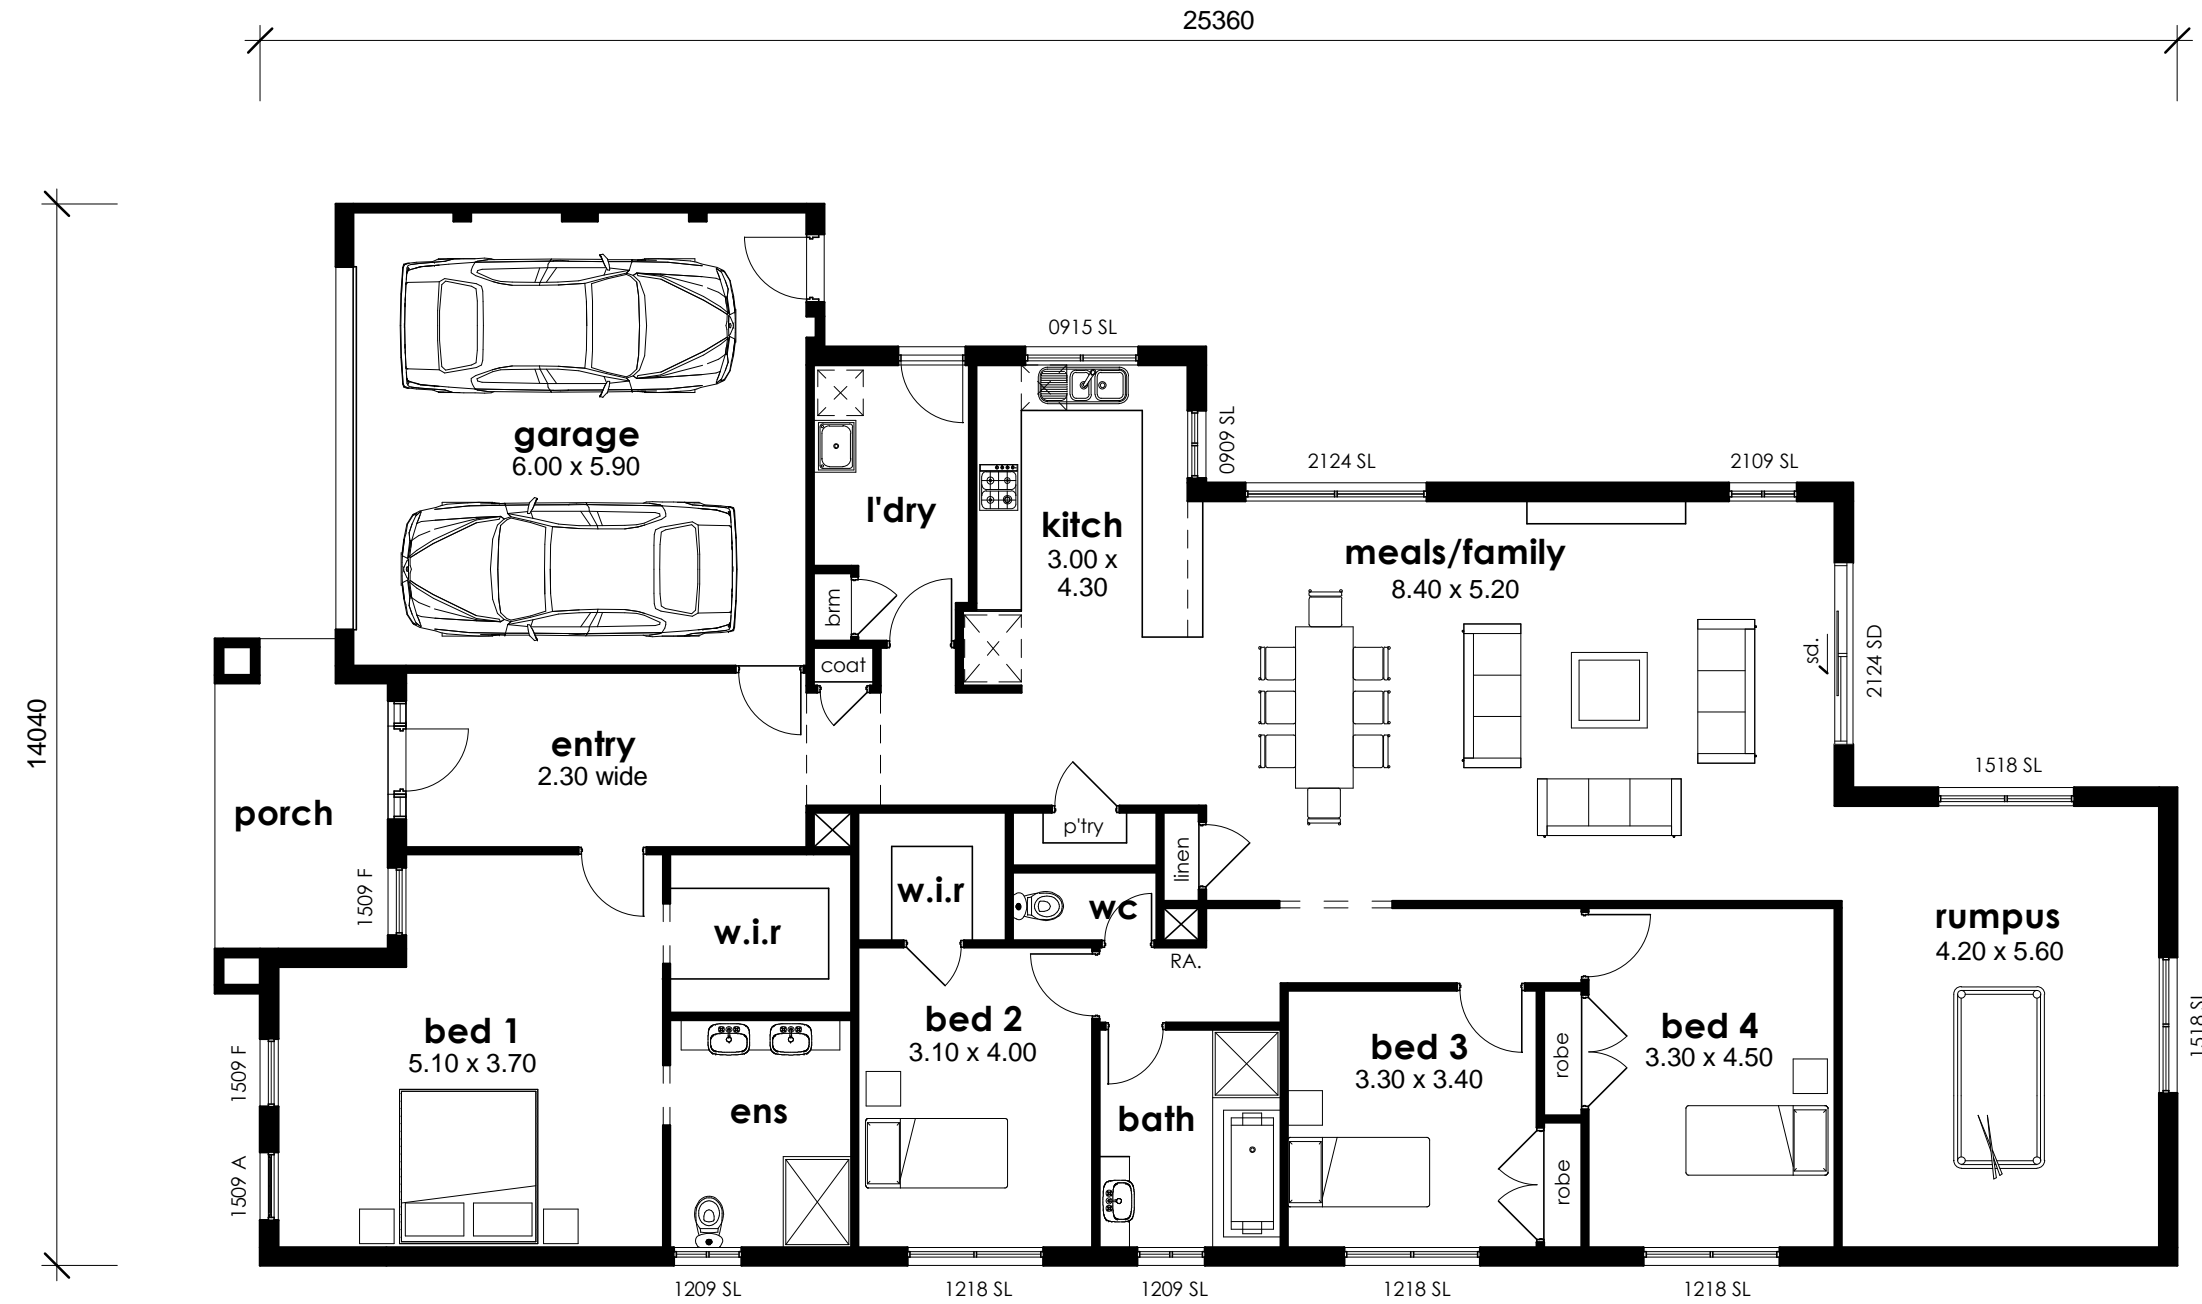 25360
14040
0915 SL
0909 SL
2124 SL
2109 SL
garage
6.00 x 5.90
l'dry
kitch
3.00 x
4.30
meals/family
8.40 x 5.20
brm
coat
sd.
2124 SD
entry
2.30 wide
porch
1518 SL
p'try
linen
1509 F
w.i.r
w.i.r
wc
RA.
rumpus
4.20 x 5.60
1518 SL
bed 1
5.10 x 3.70
bed 2
3.10 x 4.00
bed 3
3.30 x 3.40
robe
bed 4
3.30 x 4.50
1509 F
ens
bath
1509 A
robe
1209 SL
1218 SL
1209 SL
1218 SL
1218 SL